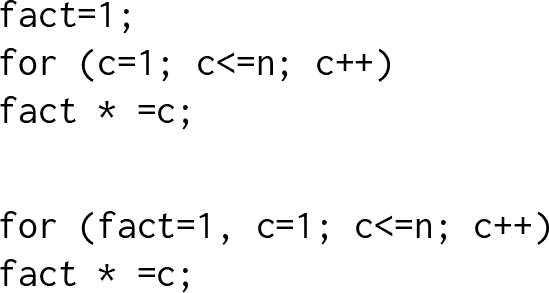 fact=1;
for (c=1; c<=n; c++)
fact * =c;
for (fact=1, c=1; c<=n; c++)
fact * =c;